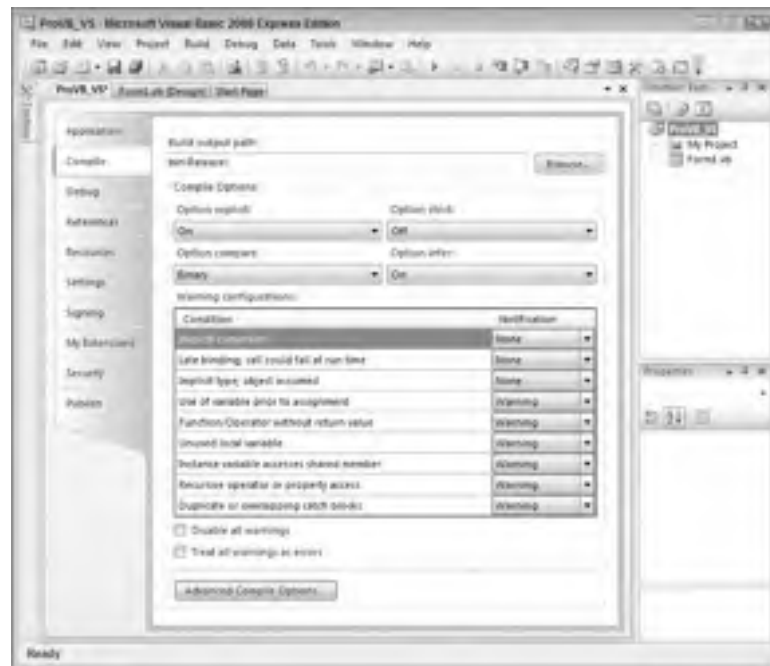 ProVB_VS - Microsoft Visual Basic 2008 Express Edition
File Edit View Project Build Debug Data Tools Window Help
ProVB_VS* Form1.vb [Design] Start Page
Application
Compile
Debug
References
Resources
Settings
Signing
My Extensions
Security
Publish
Build output path:
bin\Release\
Browse...
Compile Options:
Option explicit: Option strict:
On Off
Option compare: Option infer:
Binary On
Warning configurations:
Condition Notification
Implicit conversion None
Late binding; call could fail at run time None
Implicit type; object assumed None
Use of variable prior to assignment Warning
Function/Operator without return value Warning
Unused local variable Warning
Instance variable accesses shared member Warning
Recursive operator or property access Warning
Duplicate or overlapping catch blocks Warning
Disable all warnings
Treat all warnings as errors
Advanced Compile Options...
ProVB_VS
My Project
Form1.vb
Properties
Ready